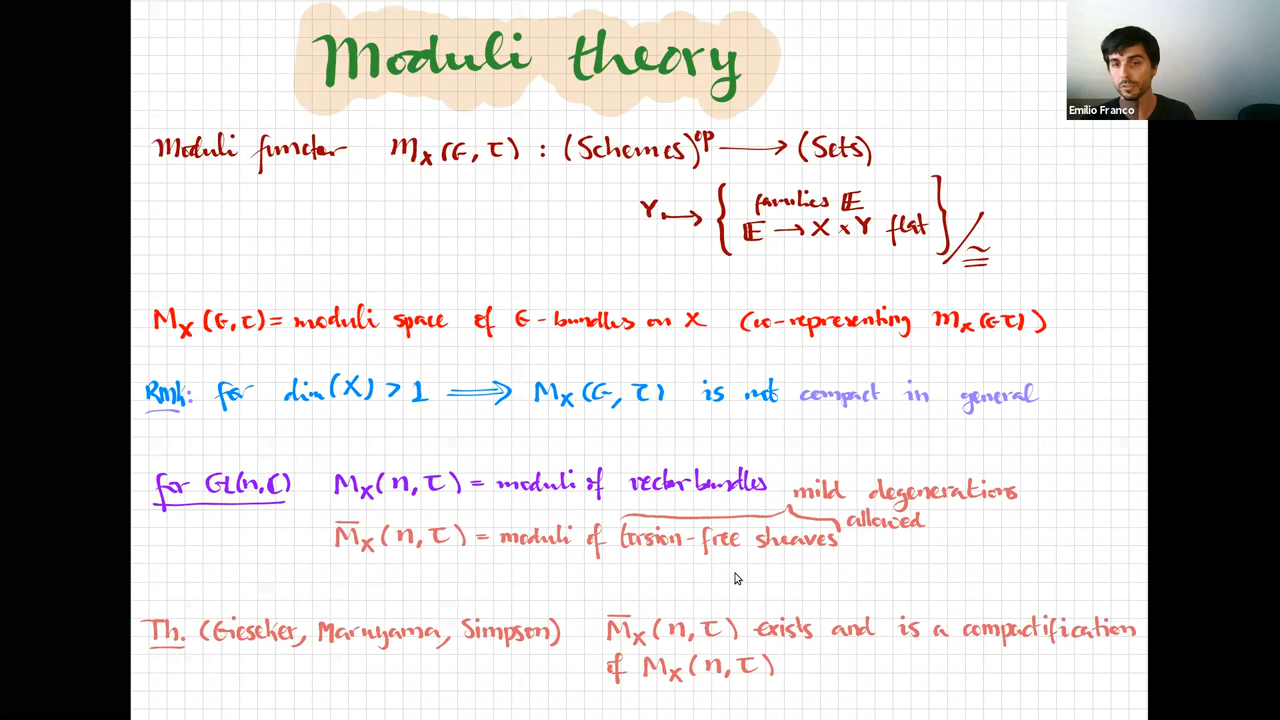 Moduli theory
Emilio Franco
Moduli functor M_X(G, τ) : (Schemes)^op ⟶ (Sets)
Y ⟼ { families 𝔼
𝔼 → X × Y flat } / ≅
M_X(G, τ) = moduli space of G-bundles on X (co-representing M_X(G τ))
Rmk: for dim(X) > 1 ⟹ M_X(G, τ) is not compact in general
for GL(n, ℂ) M_X(n, τ) = moduli of vector bundles
mild degenerations
allowed
M̅_X(n, τ) = moduli of torsion-free sheaves
Th. (Gieseker, Maruyama, Simpson) M̅_X(n, τ) exists and is a compactification
of M_X(n, τ)